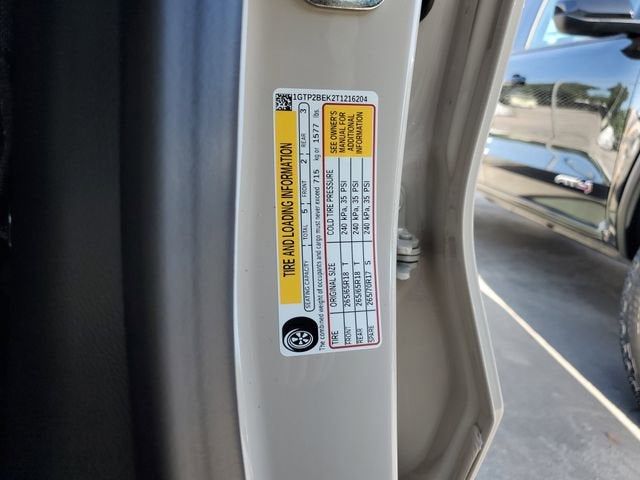 1GTP2BEK2T1216204
TIRE AND LOADING INFORMATION
SEATING CAPACITY TOTAL 5 FRONT 2 REAR 3
The combined weight of occupants and cargo must never exceed 715 kg or 1577 lbs.
TIRE ORIGINAL SIZE COLD TIRE PRESSURE
FRONT 265/65R18 T 240 kPa, 35 PSI
REAR 265/65R18 T 240 kPa, 35 PSI
SPARE 265/70R17 S 240 kPa, 35 PSI
SEE OWNER'S
MANUAL FOR
ADDITIONAL
INFORMATION
AT4